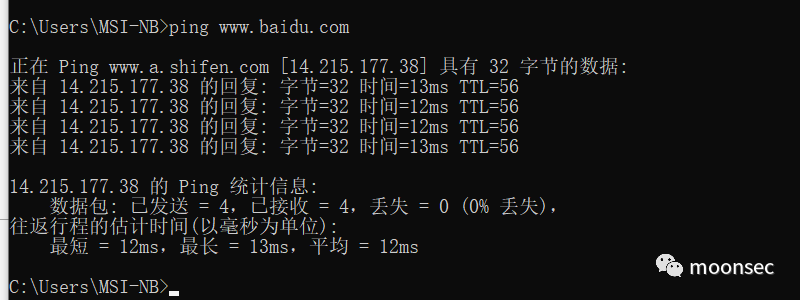 C:\Users\MSI-NB>ping www.baidu.com
正在 Ping www.a.shifen.com [14.215.177.38] 具有 32 字节的数据:
来自 14.215.177.38 的回复: 字节=32 时间=13ms TTL=56
来自 14.215.177.38 的回复: 字节=32 时间=12ms TTL=56
来自 14.215.177.38 的回复: 字节=32 时间=12ms TTL=56
来自 14.215.177.38 的回复: 字节=32 时间=13ms TTL=56
14.215.177.38 的 Ping 统计信息:
数据包: 已发送 = 4，已接收 = 4，丢失 = 0 (0% 丢失)，
往返行程的估计时间(以毫秒为单位):
最短 = 12ms，最长 = 13ms，平均 = 12ms
C:\Users\MSI-NB>
moonsec